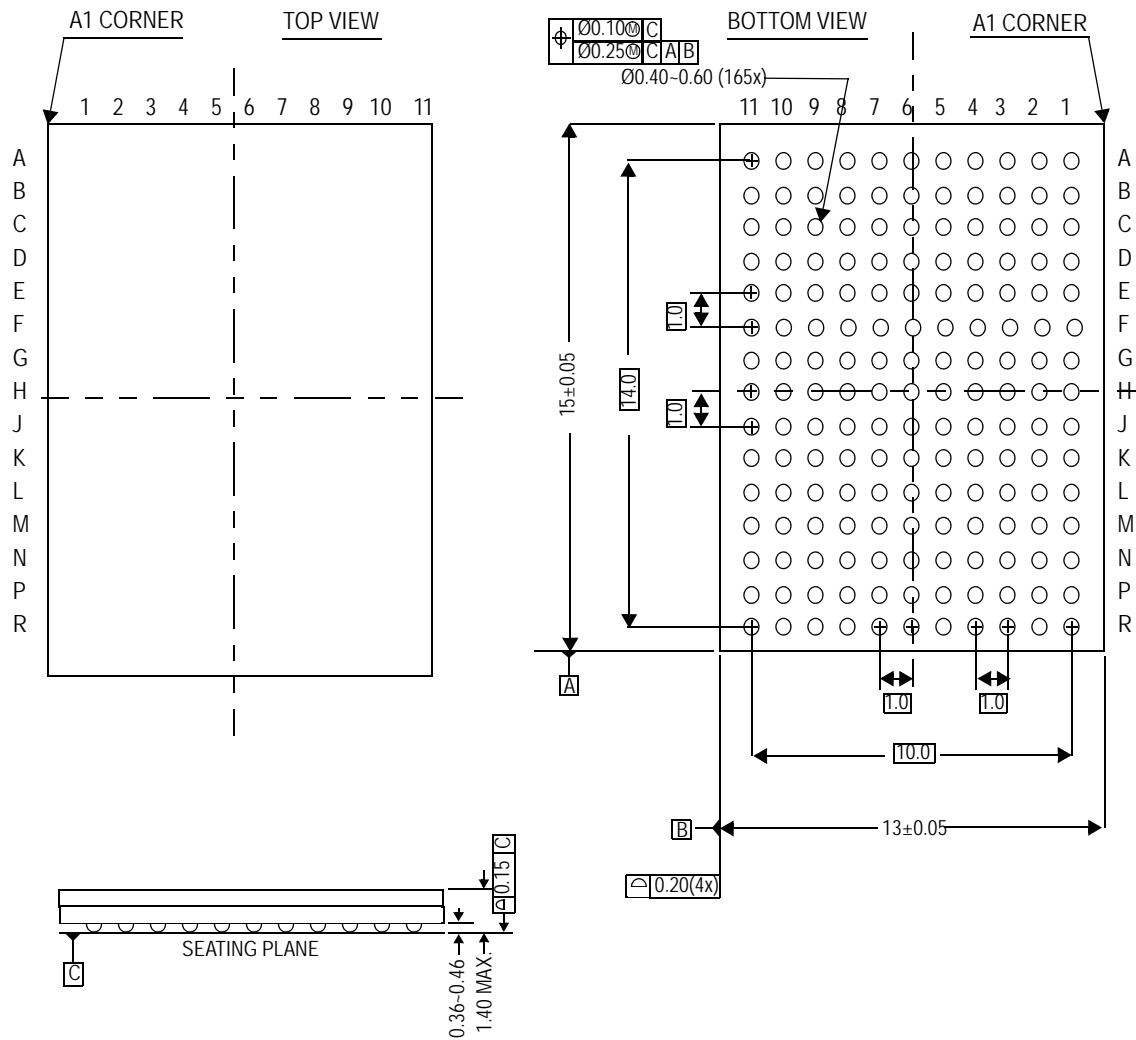 A1 CORNER
TOP VIEW
1 2 3 4 5 6 7 8 9 10 11
A
B
C
D
E
F
G
H
J
K
L
M
N
P
R
Ø0.10Ⓜ C
Ø0.25Ⓜ C A B
Ø0.40~0.60 (165x)
BOTTOM VIEW
A1 CORNER
11 10 9 8 7 6 5 4 3 2 1
A
B
C
D
E
F
G
H
J
K
L
M
N
P
R
15±0.05
14.0
1.0
1.0
A
1.0
1.0
10.0
B
13±0.05
0.20(4x)
0.15 C
SEATING PLANE
C
0.36~0.46
1.40 MAX.